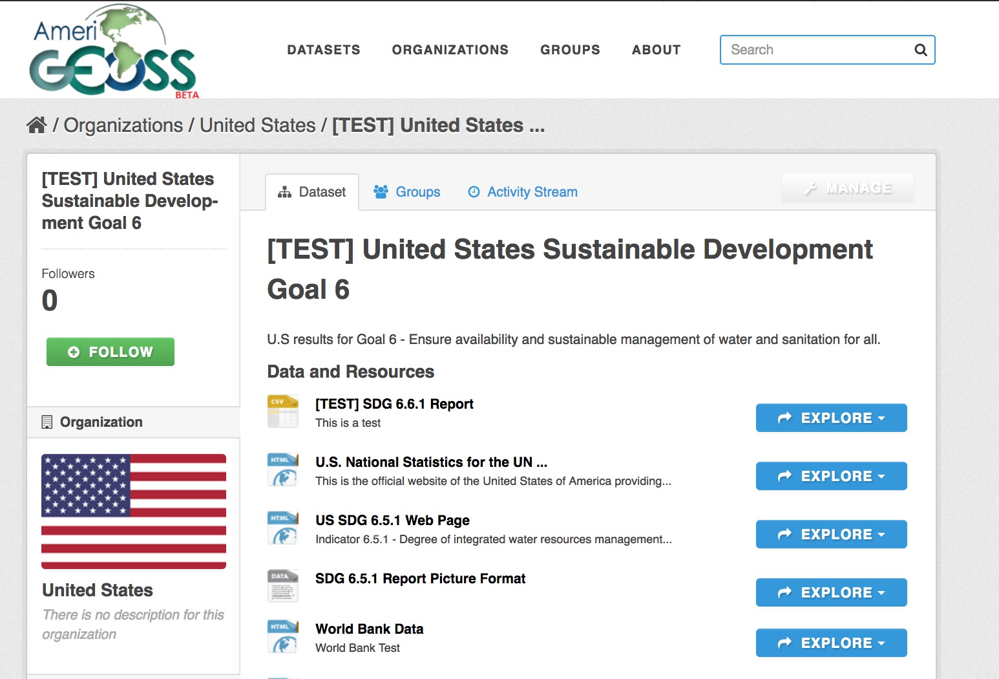 Ameri
GEOSS
BETA
DATASETS ORGANIZATIONS GROUPS ABOUT Search
/ Organizations / United States / [TEST] United States ...
[TEST] United States
Sustainable Develop-
ment Goal 6
Followers
0
FOLLOW
Organization
United States
There is no description for this
organization
Dataset Groups Activity Stream MANAGE
[TEST] United States Sustainable Development
Goal 6
U.S results for Goal 6 - Ensure availability and sustainable management of water and sanitation for all.
Data and Resources
CSV
[TEST] SDG 6.6.1 Report
This is a test
EXPLORE
HTML
U.S. National Statistics for the UN ...
This is the official website of the United States of America providing...
EXPLORE
HTML
US SDG 6.5.1 Web Page
Indicator 6.5.1 - Degree of integrated water resources management...
EXPLORE
DATA
SDG 6.5.1 Report Picture Format
EXPLORE
HTML
World Bank Data
World Bank Test
EXPLORE